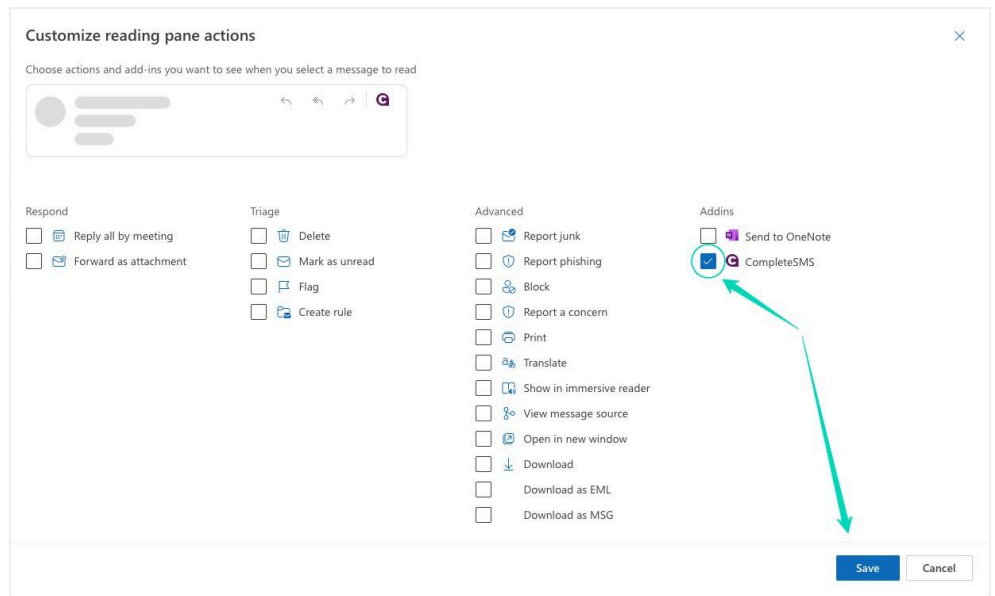 Customize reading pane actions
Choose actions and add-ins you want to see when you select a message to read
Respond
Reply all by meeting
Forward as attachment
Triage
Delete
Mark as unread
Flag
Create rule
Advanced
Report junk
Report phishing
Block
Report a concern
Print
Translate
Show in immersive reader
View message source
Open in new window
Download
Download as EML
Download as MSG
Addins
Send to OneNote
CompleteSMS
Save
Cancel